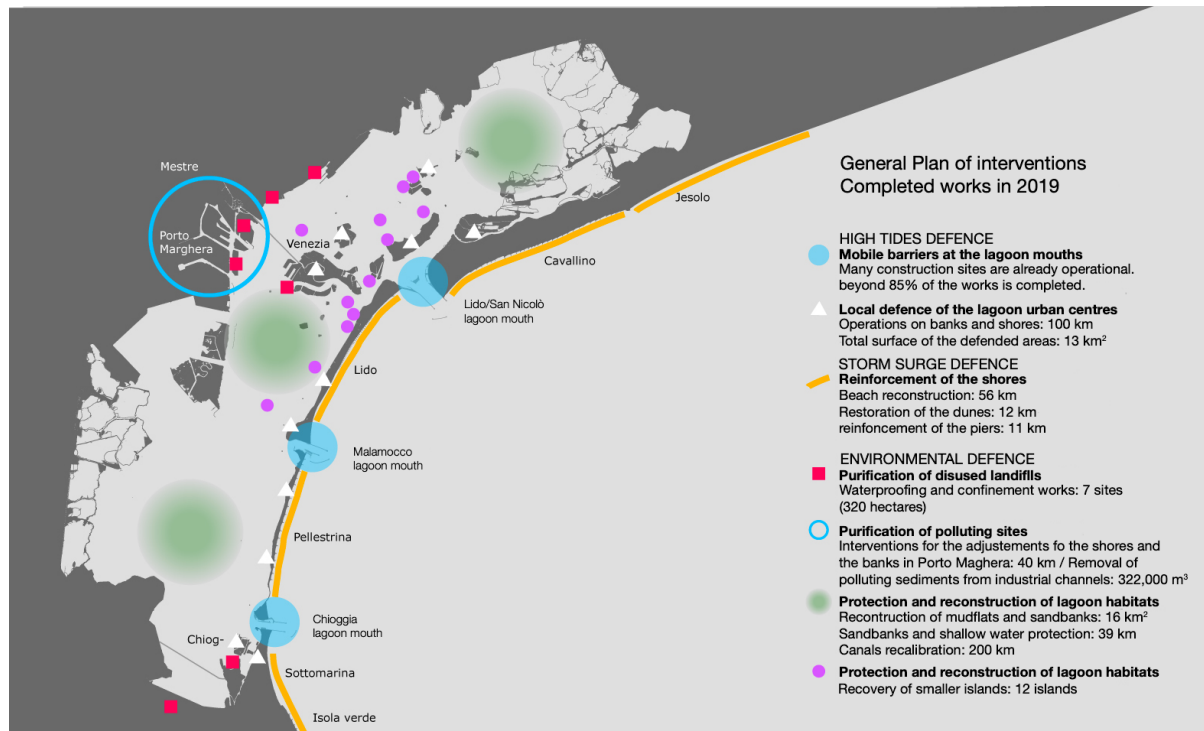 General Plan of interventions
Completed works in 2019
HIGH TIDES DEFENCE
Mobile barriers at the lagoon mouths
Many construction sites are already operational.
beyond 85% of the works is completed.
Local defence of the lagoon urban centres
Operations on banks and shores: 100 km
Total surface of the defended areas: 13 km²
STORM SURGE DEFENCE
Reinforcement of the shores
Beach reconstruction: 56 km
Restoration of the dunes: 12 km
reinfoncement of the piers: 11 km
ENVIRONMENTAL DEFENCE
Purification of disused landiflls
Waterproofing and confinement works: 7 sites
(320 hectares)
Purification of polluting sites
Interventions for the adjustements fo the shores and
the banks in Porto Maghera: 40 km / Removal of
polluting sediments from industrial channels: 322,000 m³
Protection and reconstruction of lagoon habitats
Recontruction of mudflats and sandbanks: 16 km²
Sandbanks and shallow water protection: 39 km
Canals recalibration: 200 km
Protection and reconstruction of lagoon habitats
Recovery of smaller islands: 12 islands
Mestre
Porto
Marghera
Venezia
Jesolo
Cavallino
Lido/San Nicolò
lagoon mouth
Lido
Malamocco
lagoon mouth
Pellestrina
Chioggia
lagoon mouth
Chiog-
Sottomarina
Isola verde